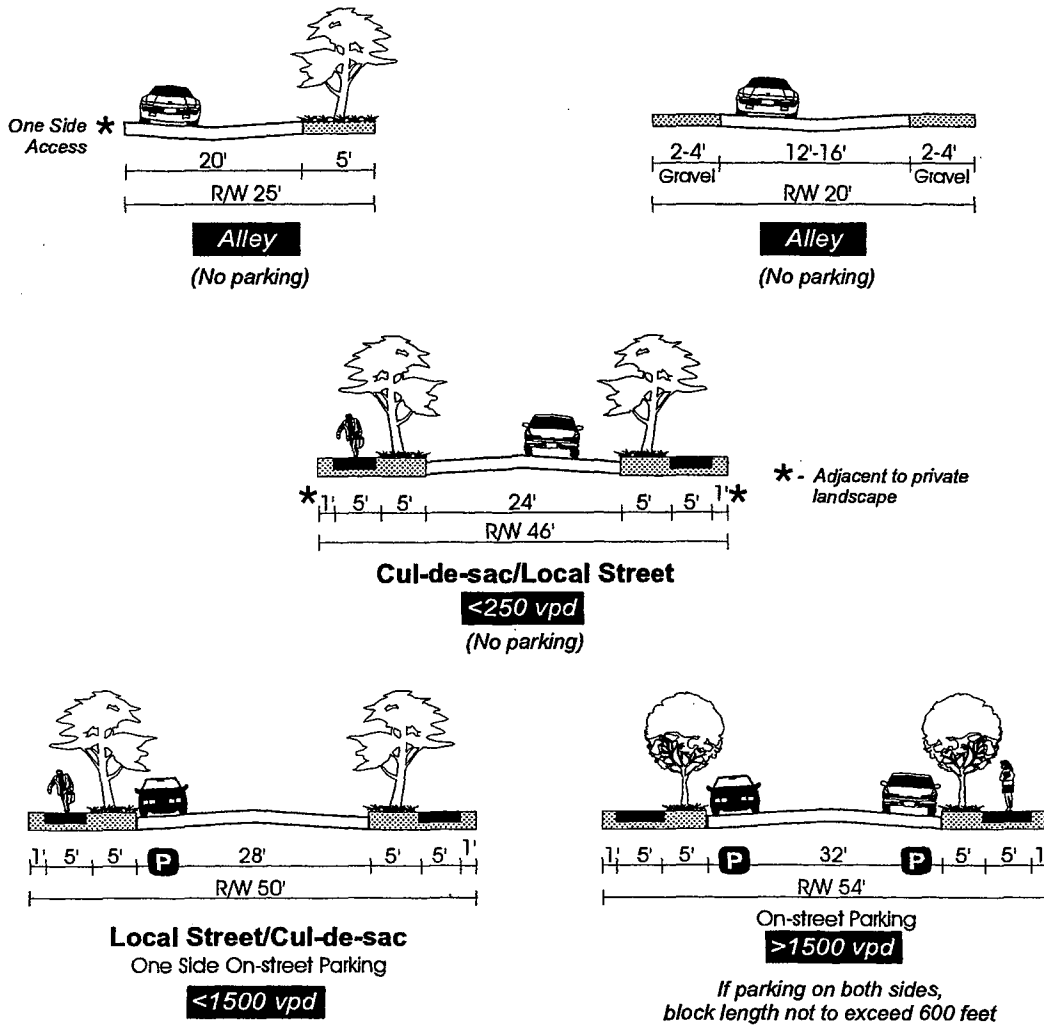 One Side *
Access
20' 5'
R/W 25'
Alley
(No parking)
2-4' 12'-16' 2-4'
Gravel Gravel
R/W 20'
Alley
(No parking)
* - Adjacent to private
landscape
* 1' 5' 5' 24' 5' 5' 1' *
R/W 46'
Cul-de-sac/Local Street
<250 vpd
(No parking)
1' 5' 5' P 28' 5' 5' 1'
R/W 50'
Local Street/Cul-de-sac
One Side On-street Parking
<1500 vpd
1' 5' 5' P 32' P 5' 5' 1
R/W 54'
On-street Parking
>1500 vpd
If parking on both sides,
block length not to exceed 600 feet